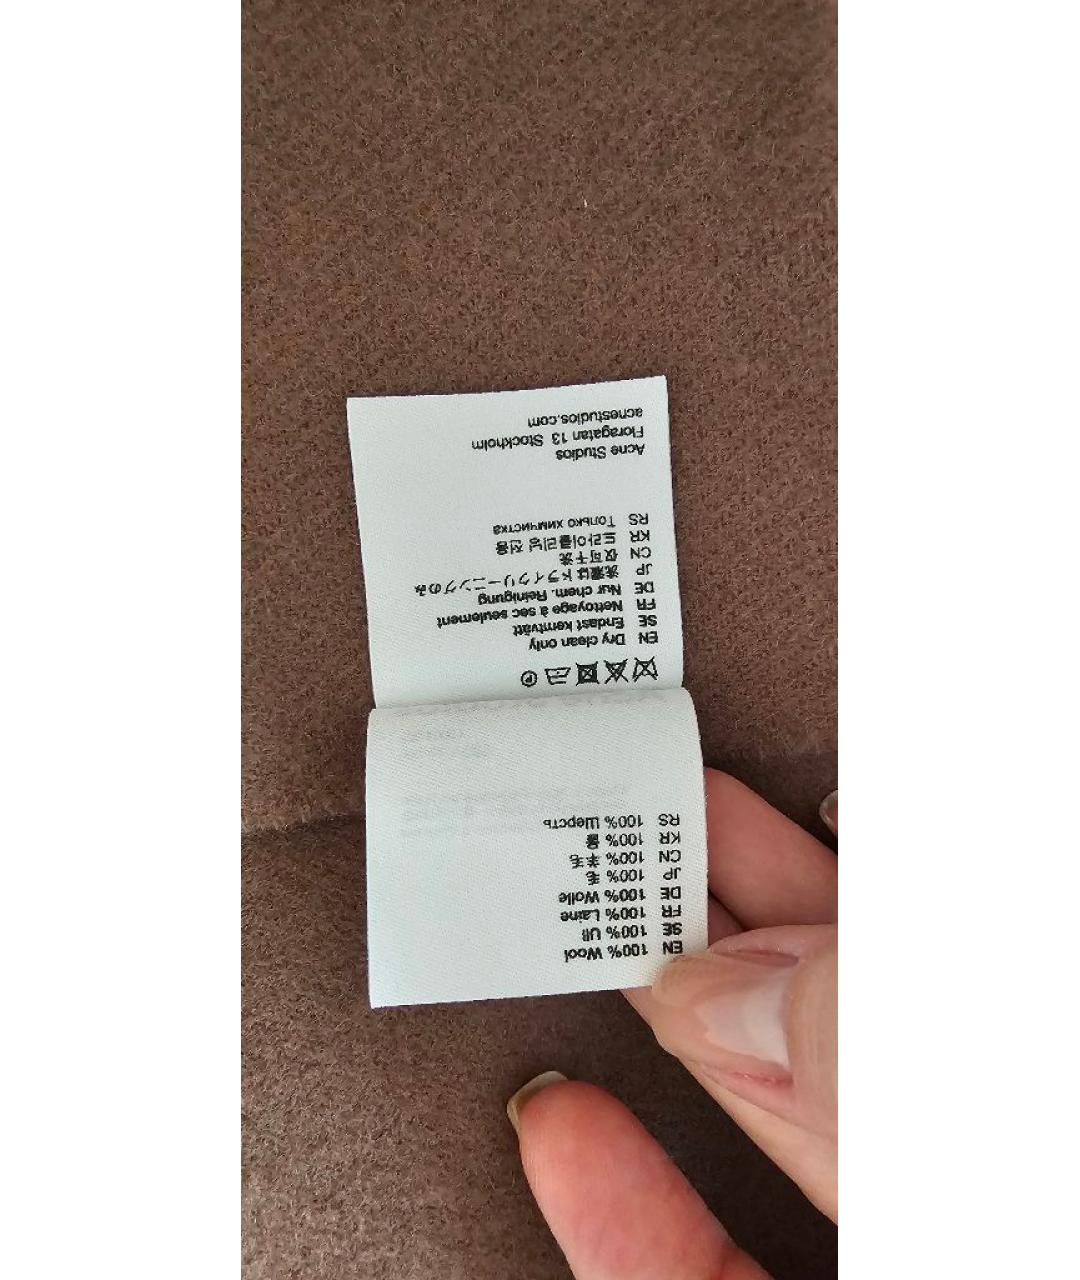 EN 100% Wool
SE 100% Ull
FR 100% Laine
DE 100% Wolle
JP 100% 毛
CN 100% 羊毛
KR 100% 울
RS 100% Шерсть
P
EN Dry clean only
SE Endast kemtvätt
FR Nettoyage à sec seulement
DE Nur chem. Reinigung
JP 洗濯はドライクリーニングのみ
CN 仅可干洗
KR 드라이클리닝 전용
RS Только химчистка
Acne Studios
Floragatan 13 Stockholm
acnestudios.com